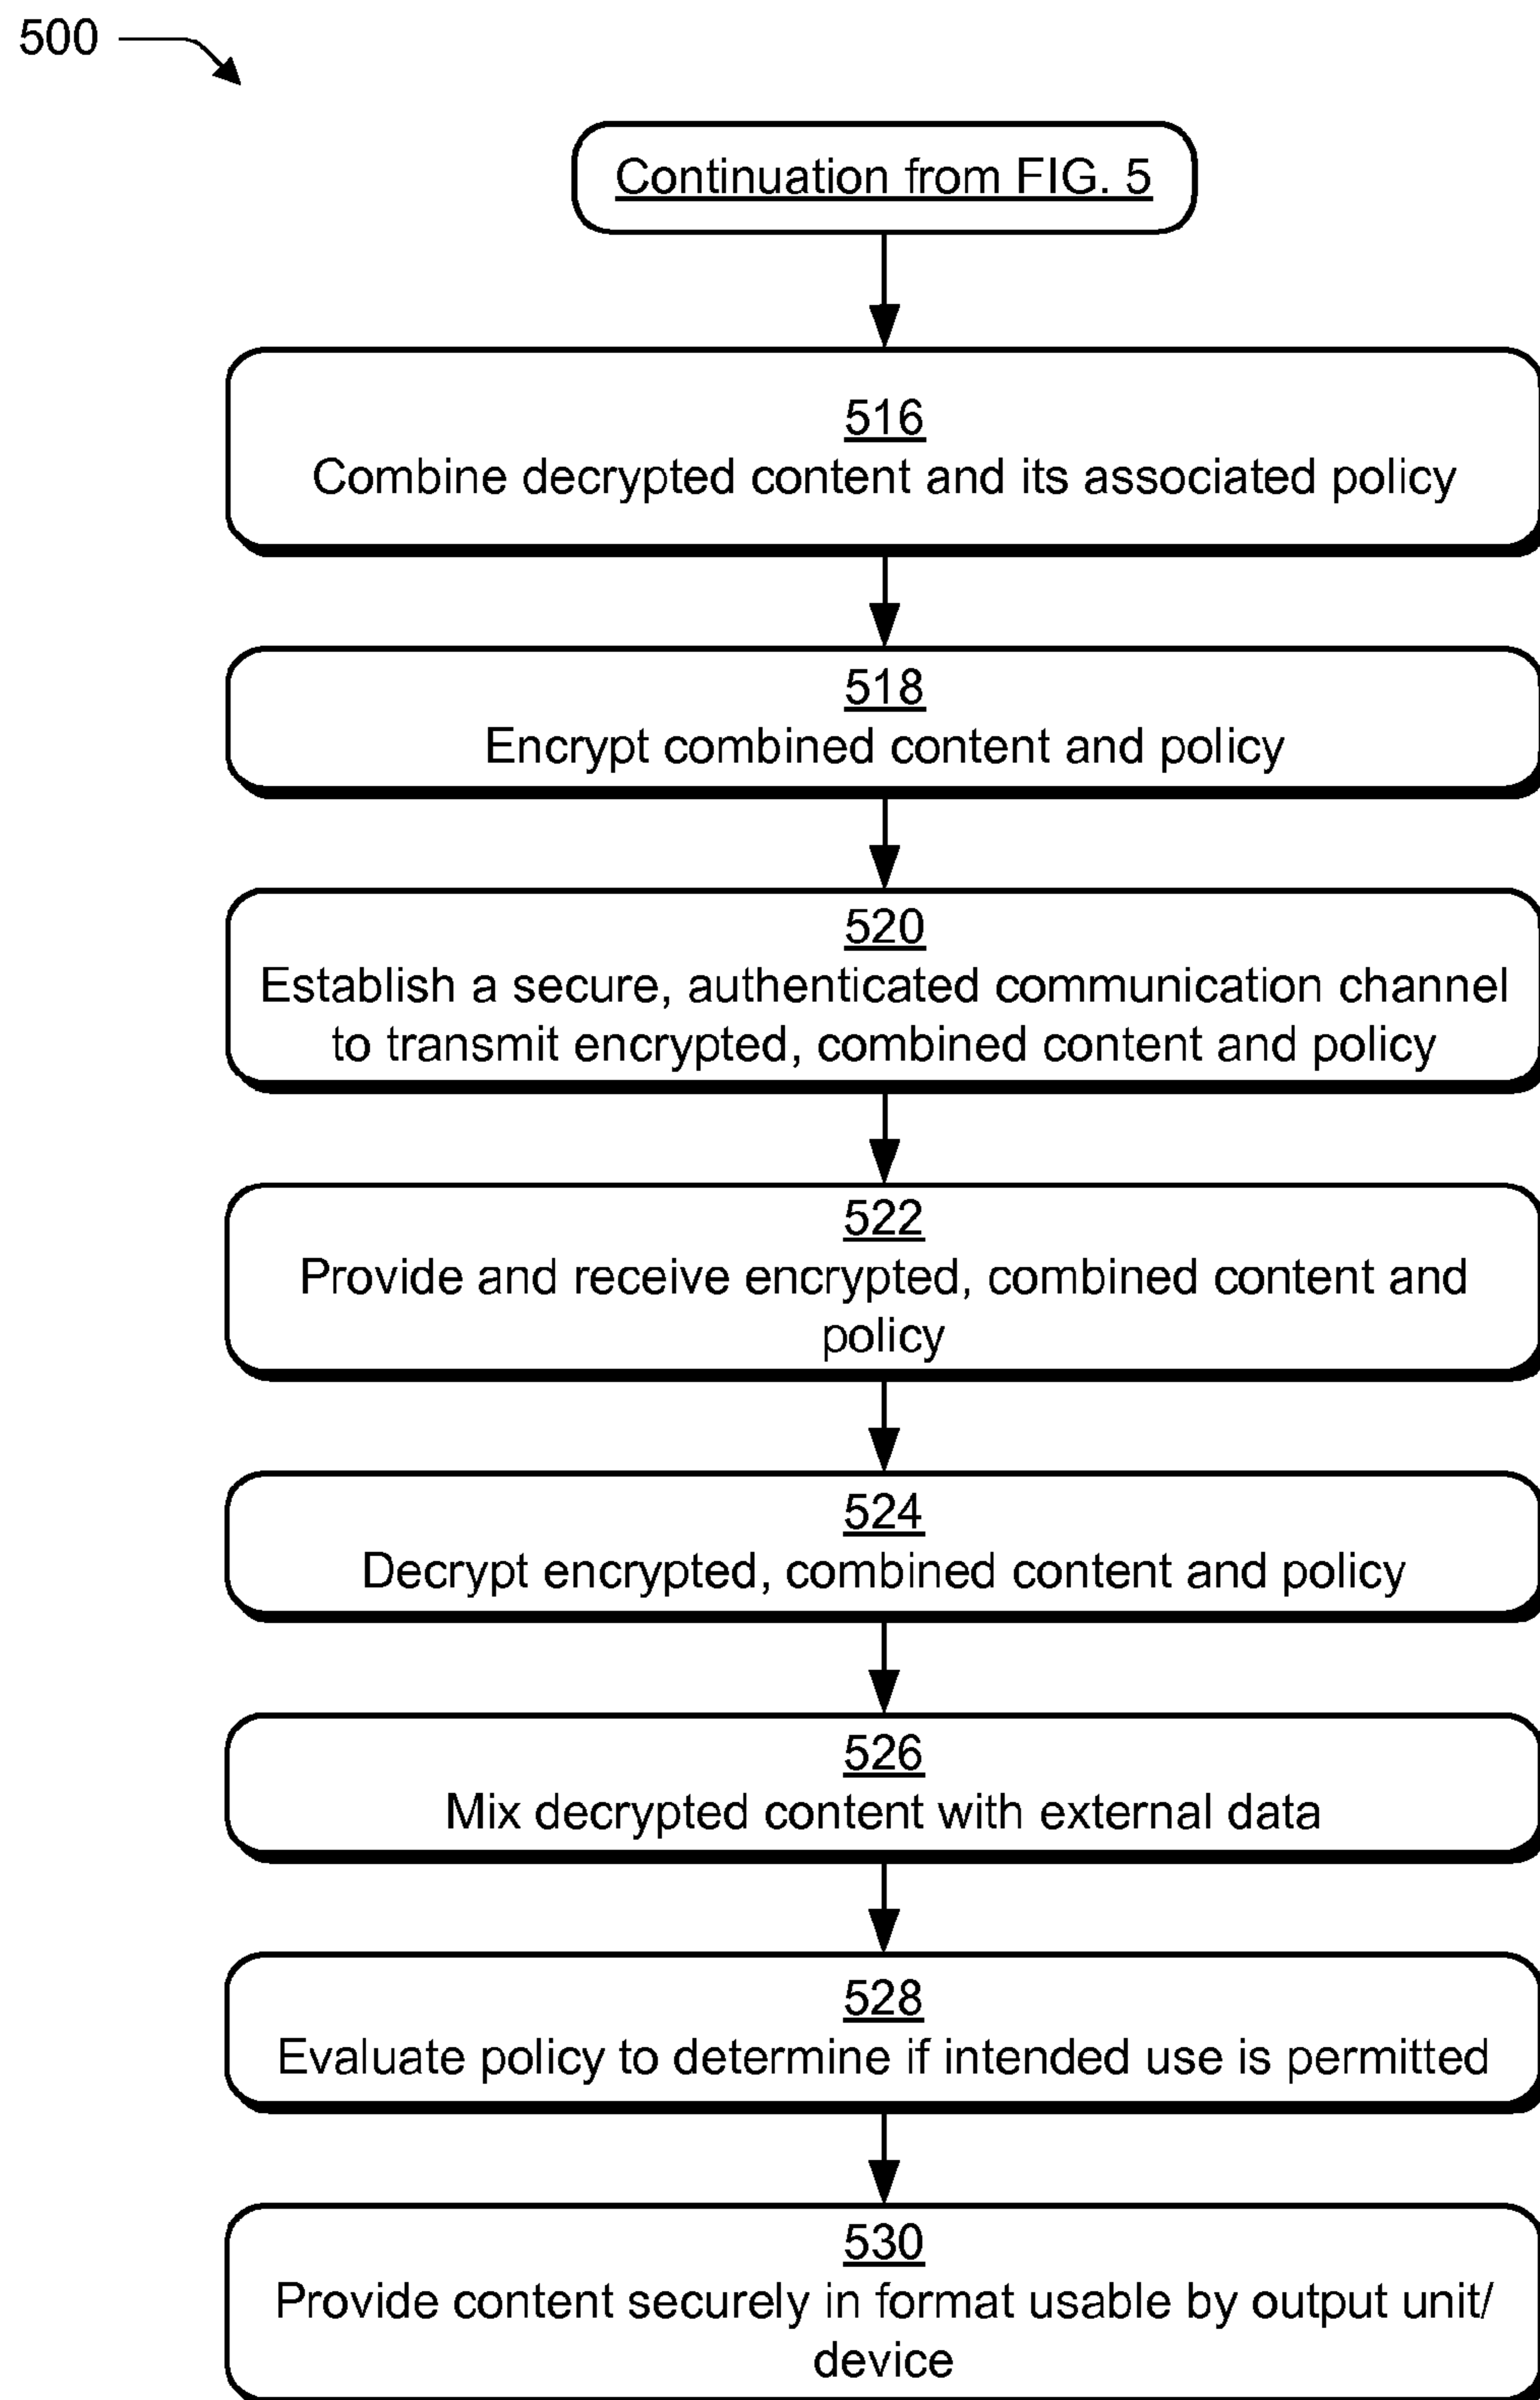 500
Continuation from FIG. 5
516
Combine decrypted content and its associated policy
518
Encrypt combined content and policy
520
Establish a secure, authenticated communication channel
to transmit encrypted, combined content and policy
522
Provide and receive encrypted, combined content and
policy
524
Decrypt encrypted, combined content and policy
526
Mix decrypted content with external data
528
Evaluate policy to determine if intended use is permitted
530
Provide content securely in format usable by output unit/
device